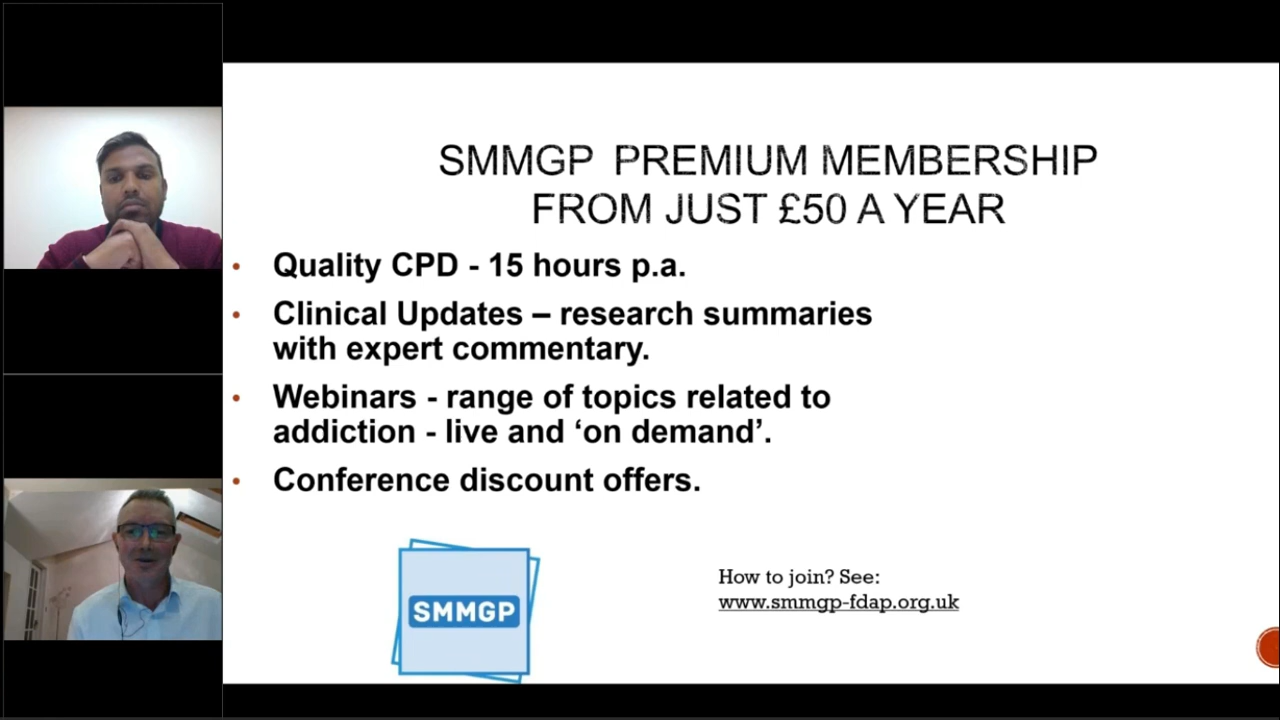 SMMGP PREMIUM MEMBERSHIP
FROM JUST £50 A YEAR
• Quality CPD - 15 hours p.a.
• Clinical Updates – research summaries
with expert commentary.
• Webinars - range of topics related to
addiction - live and ‘on demand’.
• Conference discount offers.
SMMGP
How to join? See:
www.smmgp-fdap.org.uk